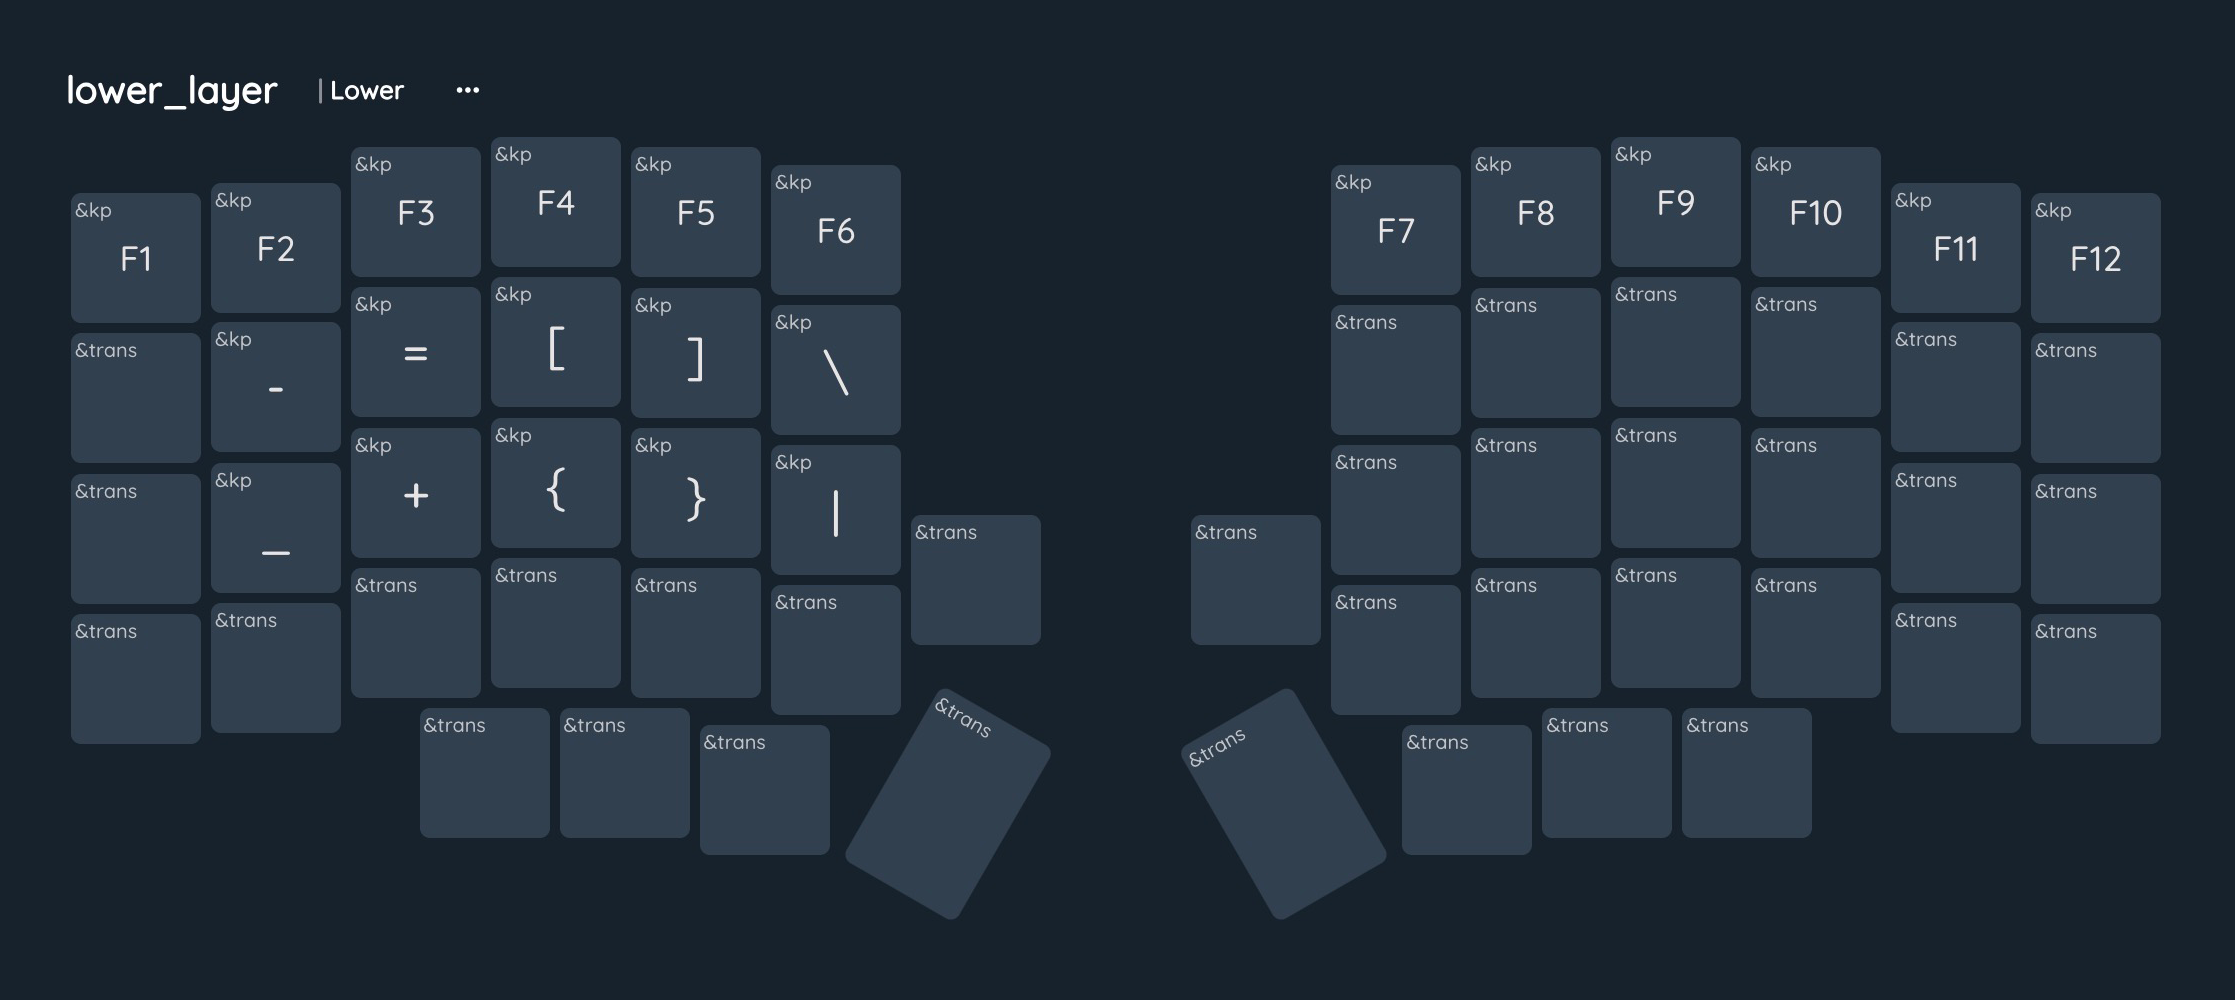 lower_layer | Lower •••
&kp &kp &kp &kp &kp &kp &kp &kp &kp &kp &kp &kp
F1 F2 F3 F4 F5 F6 F7 F8 F9 F10 F11 F12
&trans &kp &kp &kp &kp &kp &trans &trans &trans &trans &trans &trans
- = [ ] \
&trans &kp &kp &kp &kp &kp &trans &trans &trans &trans &trans &trans &trans &trans
_ + { } |
&trans &trans &trans &trans &trans &trans &trans &trans &trans &trans &trans &trans
&trans &trans &trans &trans &trans &trans &trans &trans